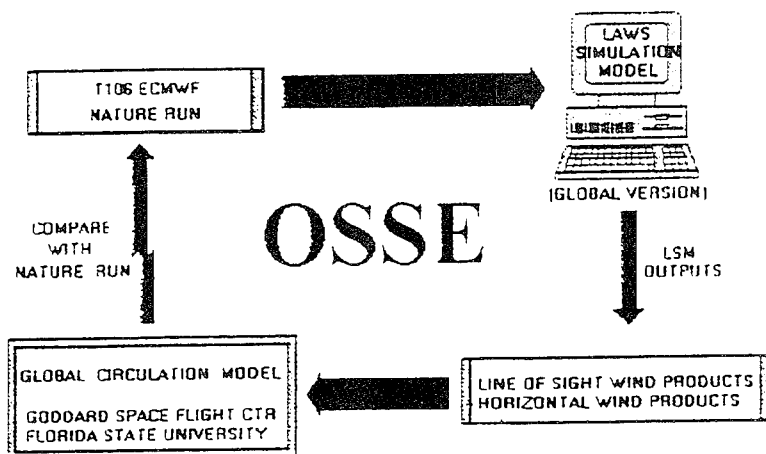 T106 ECMWF
NATURE RUN
LAWS
SIMULATION
MODEL
(GLOBAL VERSION)
COMPARE
WITH
NATURE RUN
OSSE
LSM
OUTPUTS
GLOBAL CIRCULATION MODEL
GODDARD SPACE FLIGHT CTR
FLORIDA STATE UNIVERSITY
LINE OF SIGHT WIND PRODUCTS
HORIZONTAL WIND PRODUCTS